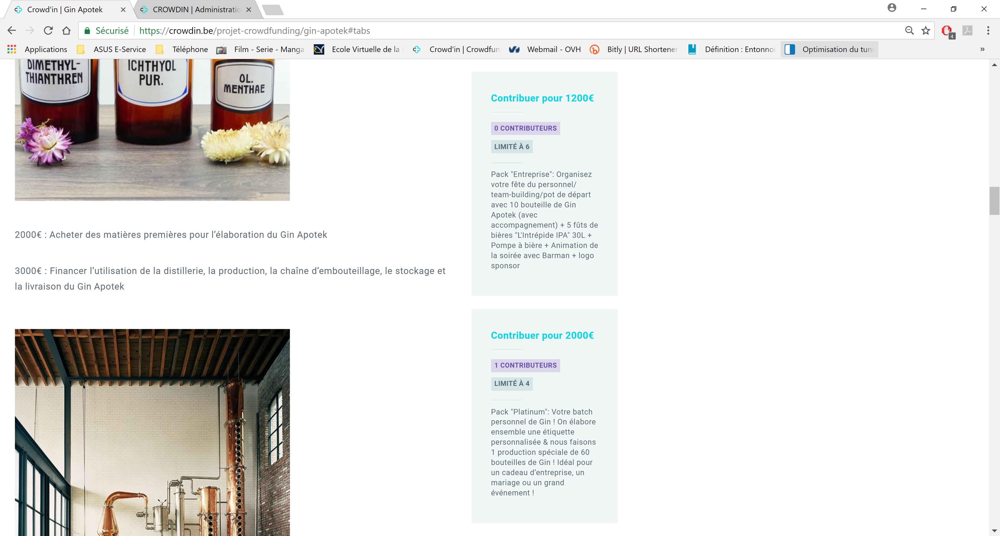 Crowd’in | Gin Apotek
CROWDIN | Administratio
Sécurisé
https://crowdin.be/projet-crowdfunding/gin-apotek#tabs
4
Applications
ASUS E-Service
Téléphone
Film - Serie - Manga
Ecole Virtuelle de la
Crowd'in | Crowdfun
Webmail - OVH
Bitly | URL Shortener
Définition : Entonnoi
Optimisation du tun
»
DIMETHYL-
THIANTHREN
ICHTHYOL
PUR.
OL.
MENTHAE
2000€ : Acheter des matières premières pour l’élaboration du Gin Apotek
3000€ : Financer l’utilisation de la distillerie, la production, la chaîne d’embouteillage, le stockage et
la livraison du Gin Apotek
Contribuer pour 1200€
0 CONTRIBUTEURS
LIMITÉ À 6
Pack "Entreprise": Organisez
votre fête du personnel/
team-building/pot de départ
avec 10 bouteille de Gin
Apotek (avec
accompagnement) + 5 fûts de
bières "L'Intrépide IPA" 30L +
Pompe à bière + Animation de
la soirée avec Barman + logo
sponsor
Contribuer pour 2000€
1 CONTRIBUTEURS
LIMITÉ À 4
Pack "Platinum": Votre batch
personnel de Gin ! On élabore
ensemble une étiquette
personnalisée & nous faisons
1 production spéciale de 60
bouteilles de Gin ! Idéal pour
un cadeau d’entreprise, un
mariage ou un grand
événement !